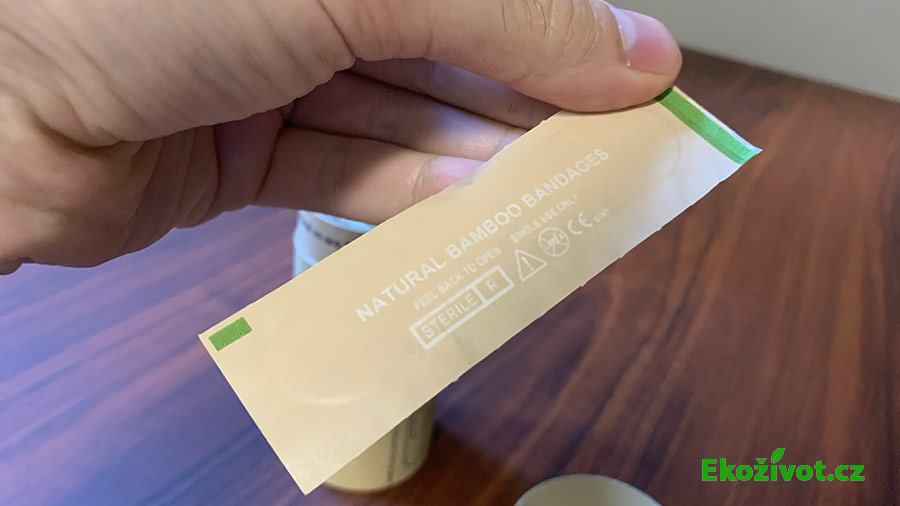 NATURAL BAMBOO BANDAGES
PEEL BACK TO OPEN SINGLE USE ONLY
STERILE R
CE
Ekoživot.cz